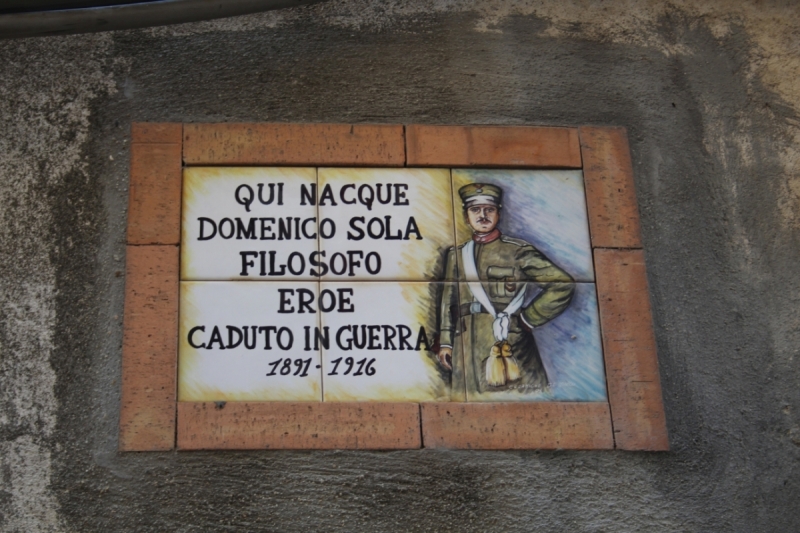 QUI NACQUE
DOMENICO SOLA
FILOSOFO
EROE
CADUTO IN GUERRA
1891 - 1916